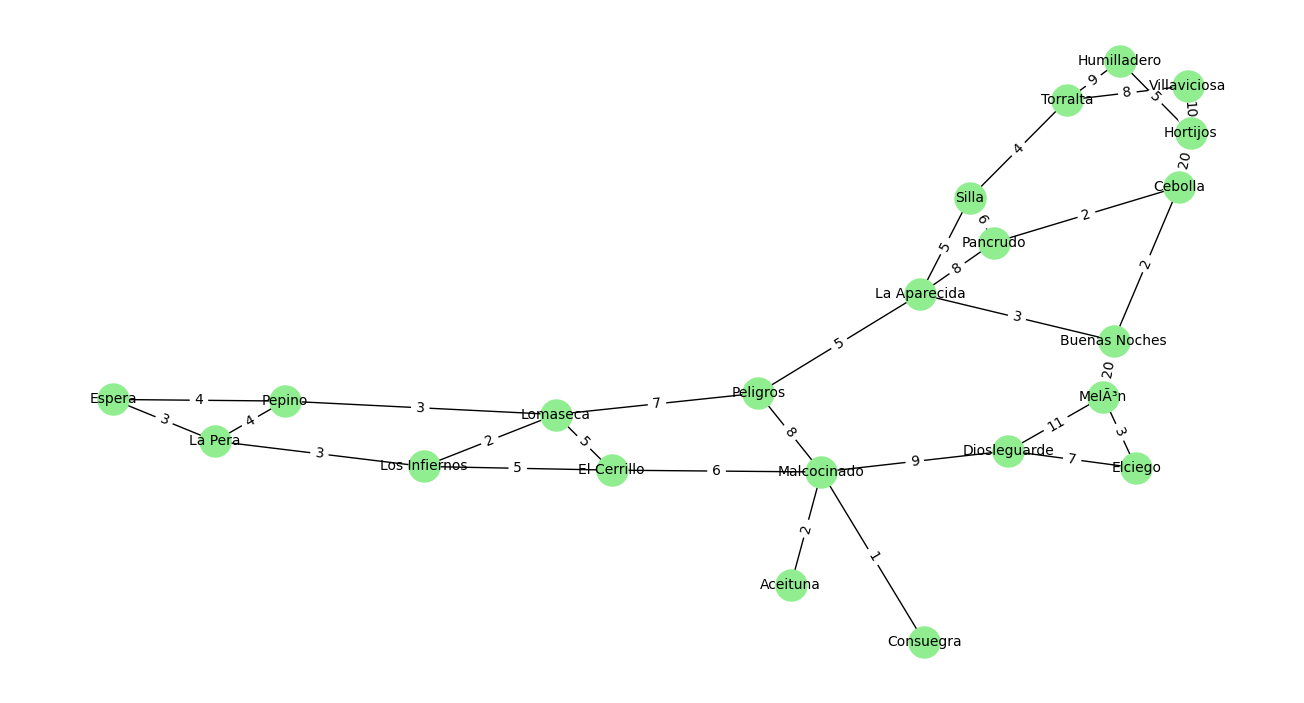 Humilladero
9
Villaviciosa
8
5
Torralta
10
Hortijos
4
20
Cebolla
Silla
6
2
Pancrudo
5
8
2
La Aparecida
3
Buenas Noches
5
20
Peligros
MelÃ³n
Espera
4
Pepino
3
7
Lomaseca
3
4
La Pera
8
11
3
2
5
Diosleguarde
3
Los Infiernos
5
El Cerrillo
6
Malcocinado
9
7
Elciego
2
1
Aceituna
Consuegra